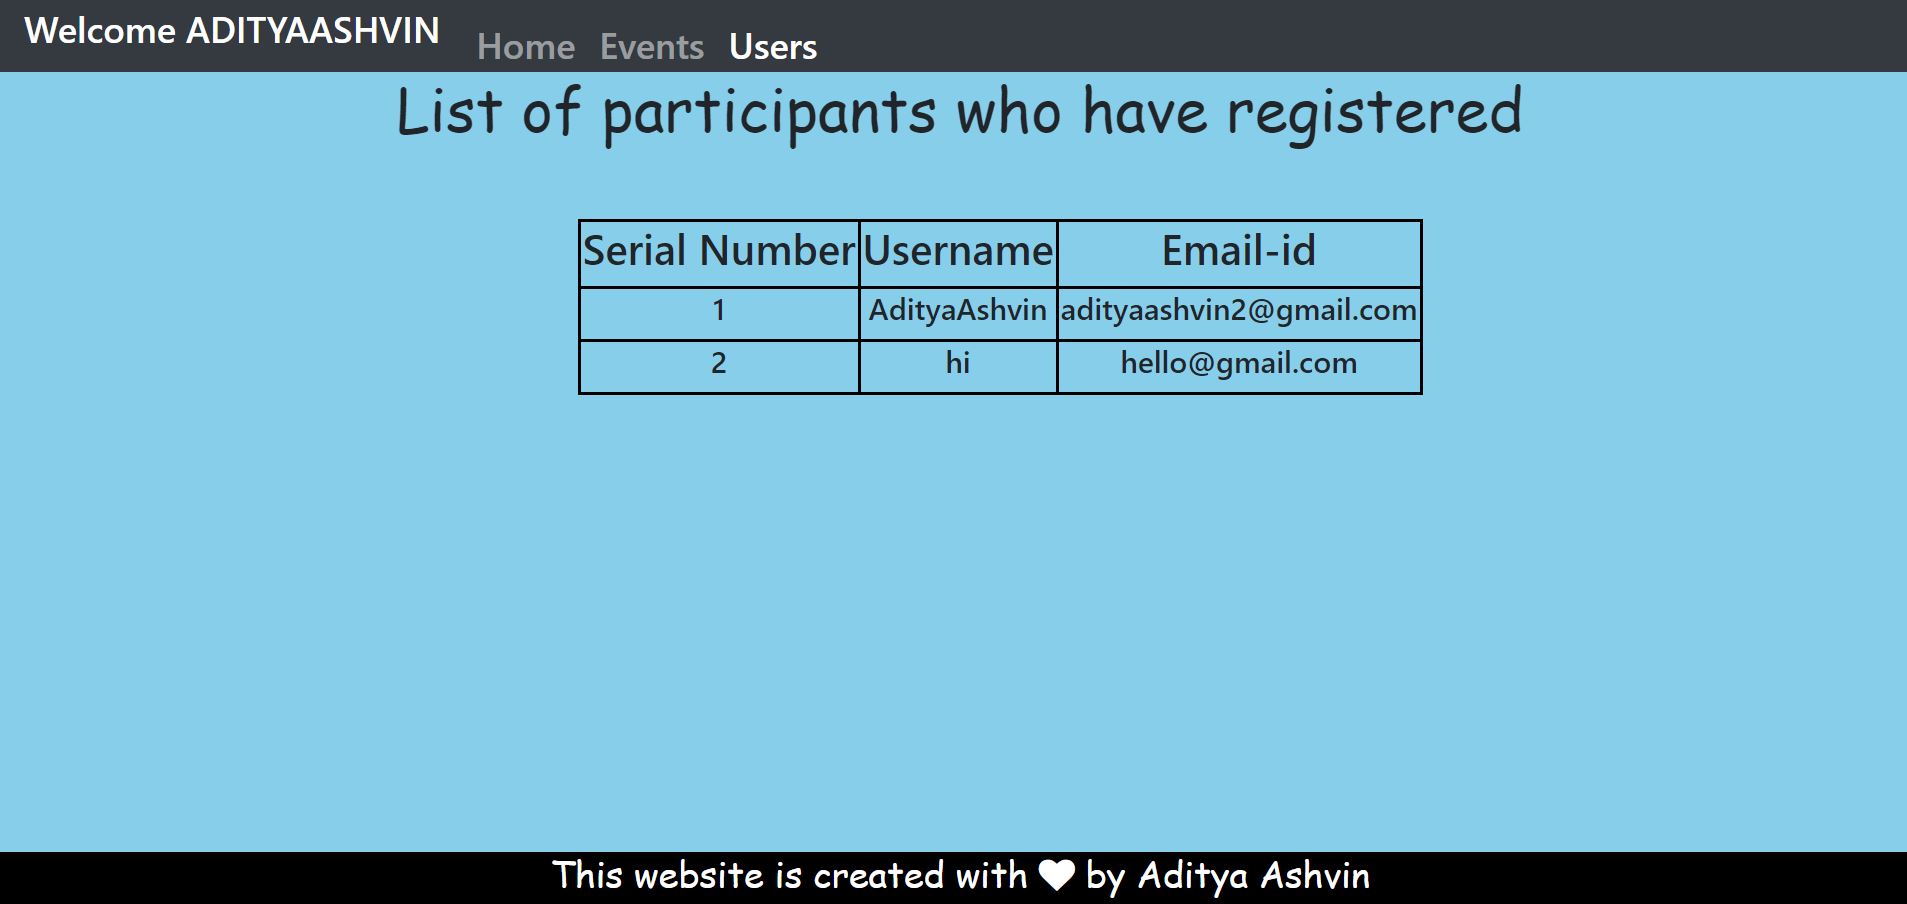 Welcome ADITYAASHVIN Home Events Users
List of participants who have registered
Serial Number Username Email-id
1 AdityaAshvin adityaashvin2@gmail.com
2 hi hello@gmail.com
This website is created with ♥ by Aditya Ashvin